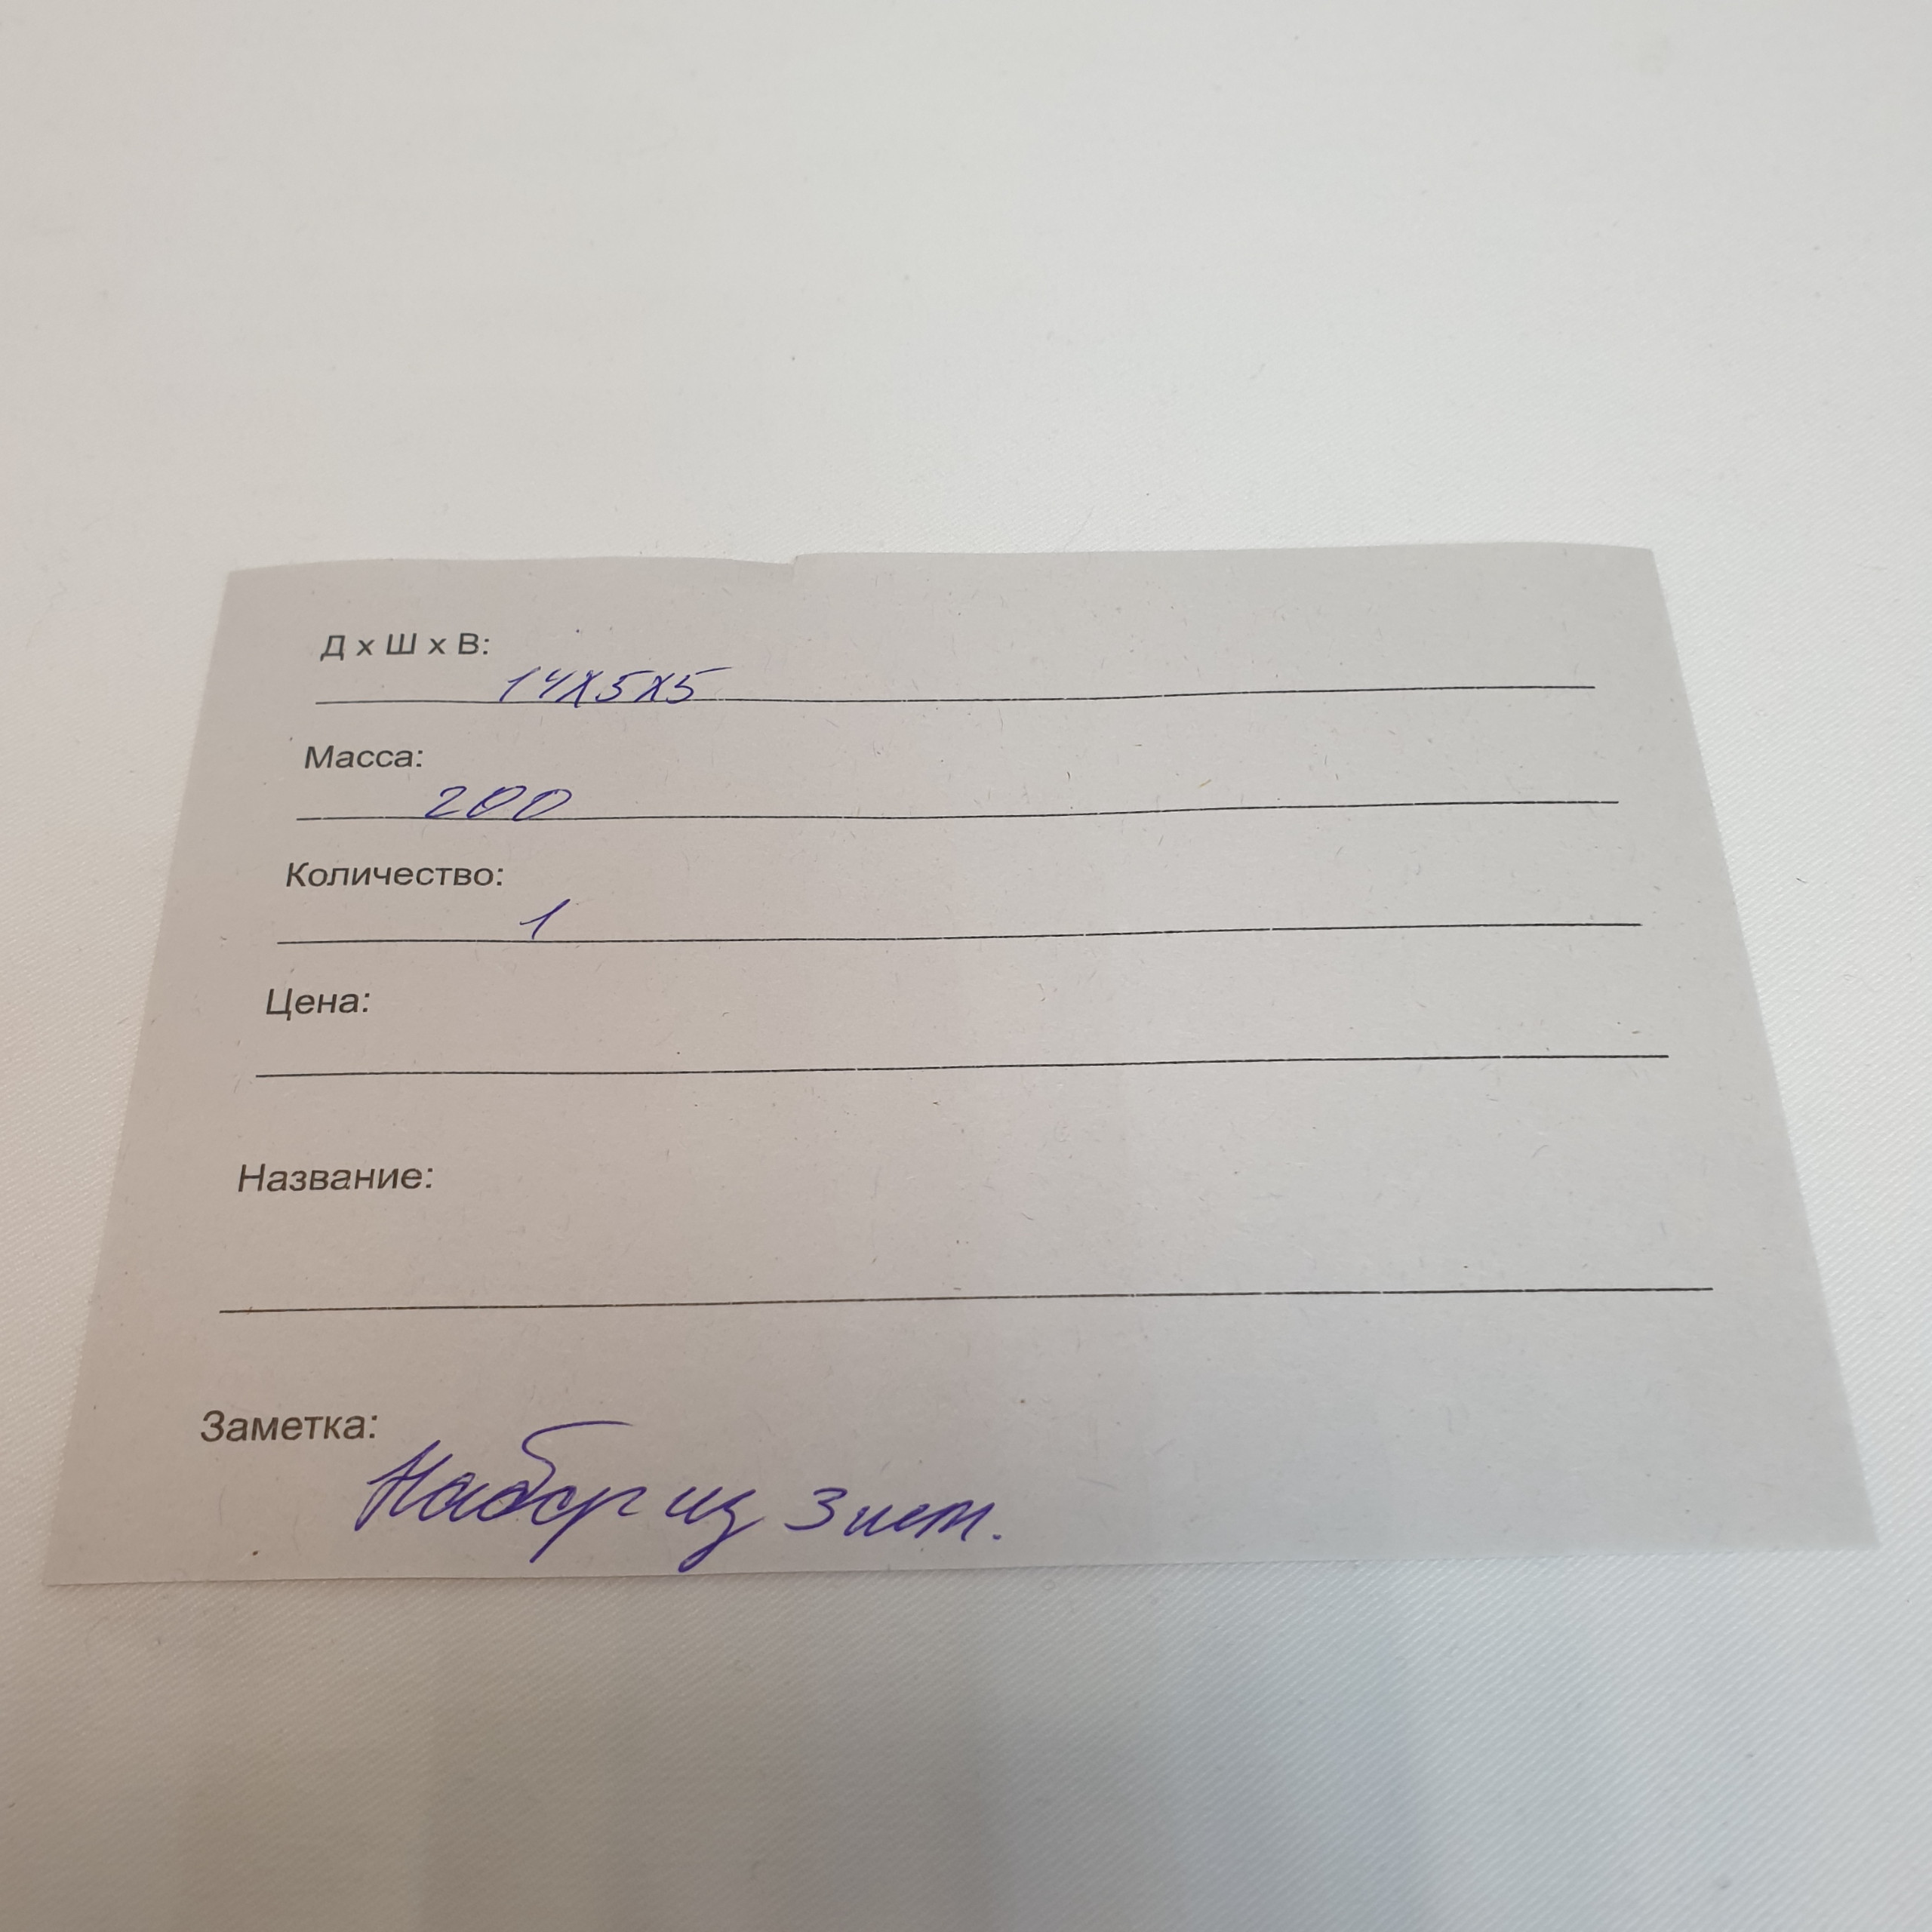 Д х Ш х В:
14х5х5
Масса:
200
Количество:
1
Цена:
Название:
Заметка:
Набор из 3 шт.